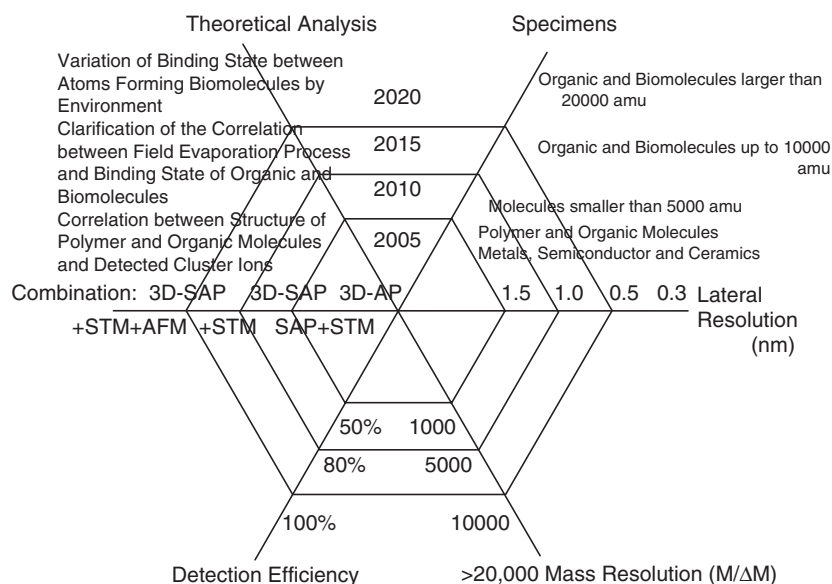 Theoretical Analysis
Specimens
Variation of Binding State between
Atoms Forming Biomolecules by
Environment
Clarification of the Correlation
between Field Evaporation Process
and Binding State of Organic and
Biomolecules
Correlation between Structure of
Polymer and Organic Molecules
and Detected Cluster Ions
2020
2015
2010
2005
Organic and Biomolecules larger than
20000 amu
Organic and Biomolecules up to 10000
amu
Molecules smaller than 5000 amu
Polymer and Organic Molecules
Metals, Semiconductor and Ceramics
Combination: 3D-SAP 3D-SAP 3D-AP
+STM+AFM +STM SAP+STM
1.5 1.0 0.5 0.3 Lateral
Resolution
(nm)
50% 1000
80% 5000
100% 10000
Detection Efficiency
>20,000 Mass Resolution (M/ΔM)